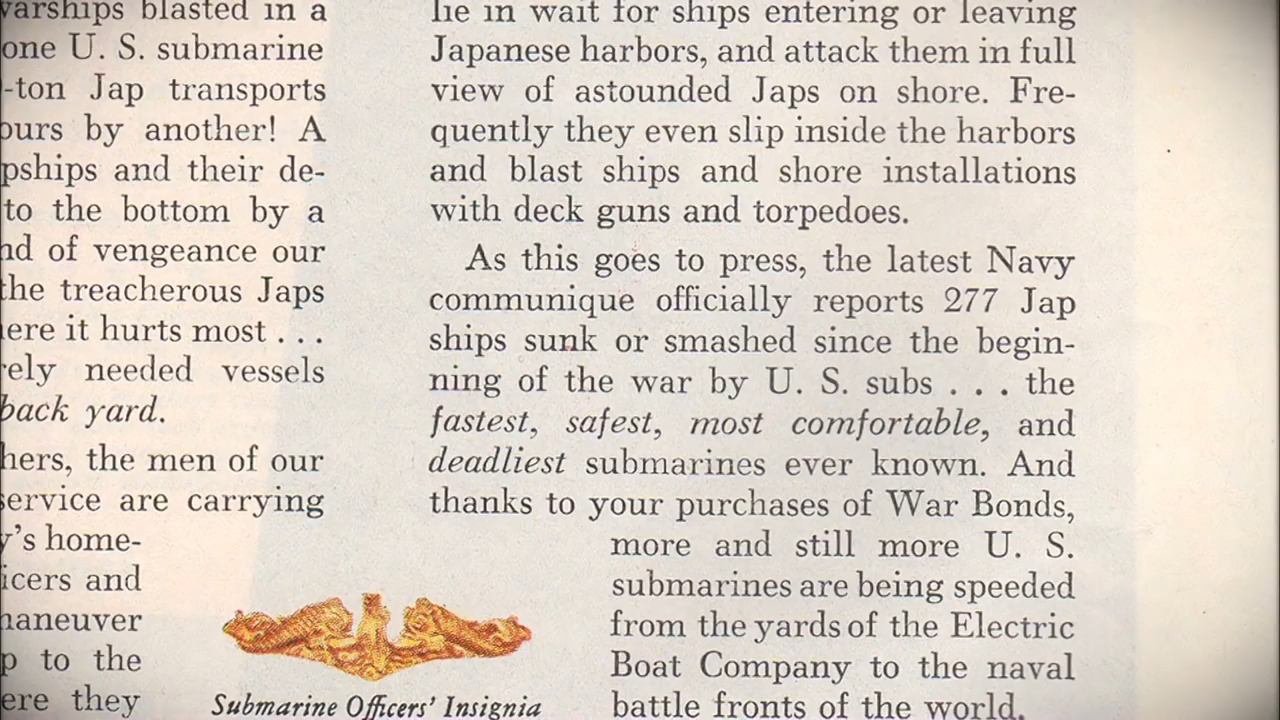 warships blasted in a
one U. S. submarine
-ton Jap transports
ours by another! A
pships and their de-
to the bottom by a
nd of vengeance our
the treacherous Japs
ere it hurts most . . .
rely needed vessels
back yard.
hers, the men of our
service are carrying
y's home-
icers and
maneuver
p to the
ere they
lie in wait for ships entering or leaving
Japanese harbors, and attack them in full
view of astounded Japs on shore. Fre-
quently they even slip inside the harbors
and blast ships and shore installations
with deck guns and torpedoes.
As this goes to press, the latest Navy
communique officially reports 277 Jap
ships sunk or smashed since the begin-
ning of the war by U. S. subs . . . the
fastest, safest, most comfortable, and
deadliest submarines ever known. And
thanks to your purchases of War Bonds,
more and still more U. S.
submarines are being speeded
from the yards of the Electric
Boat Company to the naval
battle fronts of the world.
Submarine Officers' Insignia